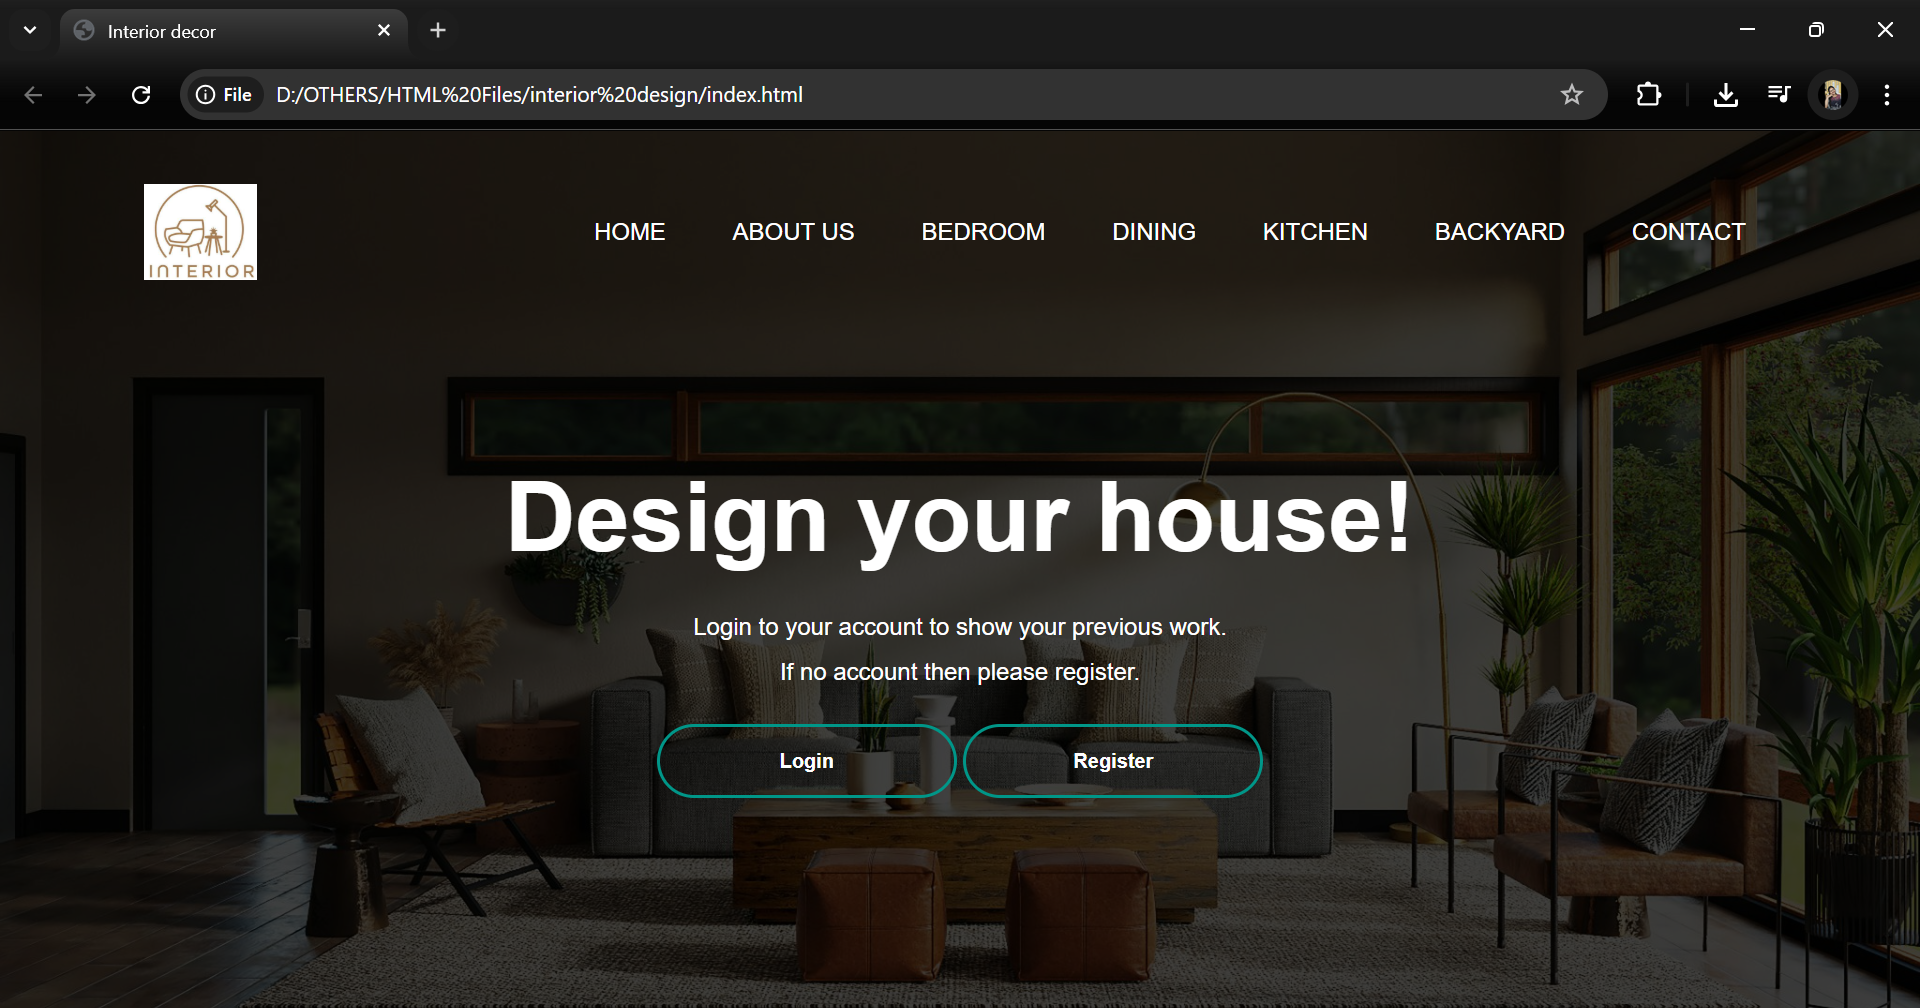 Interior decor
File D:/OTHERS/HTML%20Files/interior%20design/index.html
INTERIOR
HOME ABOUT US BEDROOM DINING KITCHEN BACKYARD CONTACT
Design your house!
Login to your account to show your previous work.
If no account then please register.
Login Register